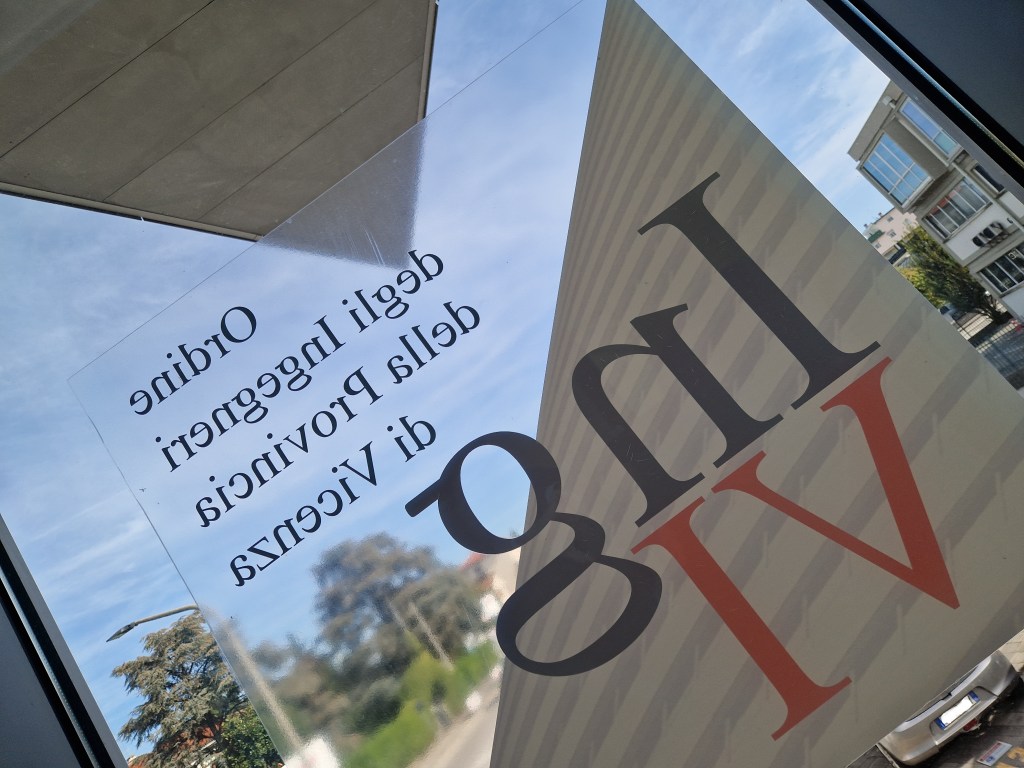 Ing
VI
Ordine
degli Ingegneri
della Provincia
di Vicenza